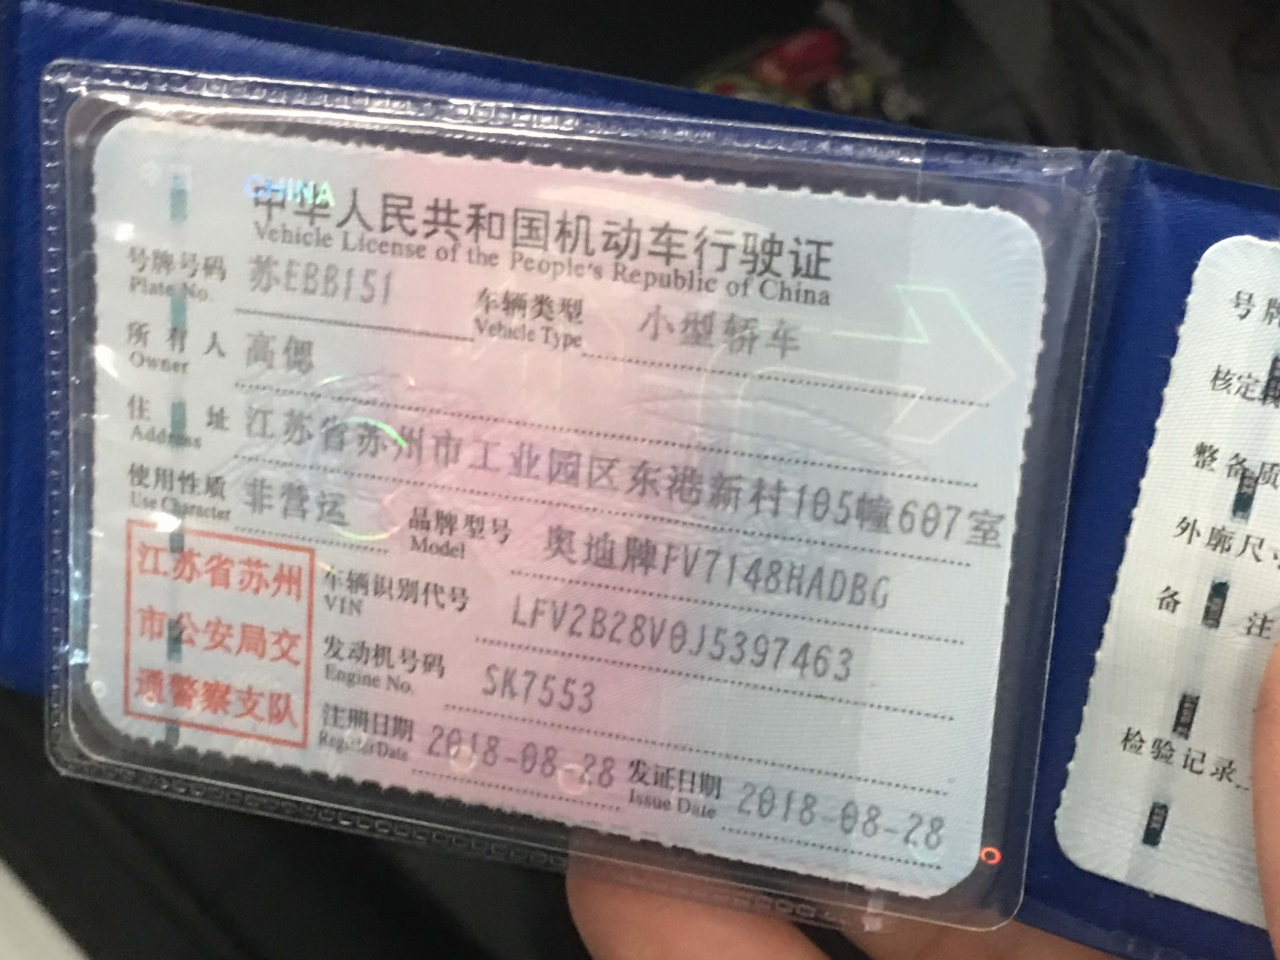 CHINA
中华人民共和国机动车行驶证
Vehicle License of the People's Republic of China
号牌号码 苏EBB151 车辆类型 小型轿车
Plate No. Vehicle Type
所有人 高偲
Owner
住址 江苏省苏州市工业园区东港新村105幢607室
Address
使用性质 非营运 品牌型号 奥迪牌FV7148HADBG
Use Character Model
江苏省苏州
市公安局交
通警察支队
车辆识别代号 LFV2B28V0J5397463
VIN
发动机号码 SK7553
Engine No.
注册日期 2018-08-28 发证日期 2018-08-28
Register Date Issue Date
号牌
核定
整备质
外廓尺寸
备注
检验记录